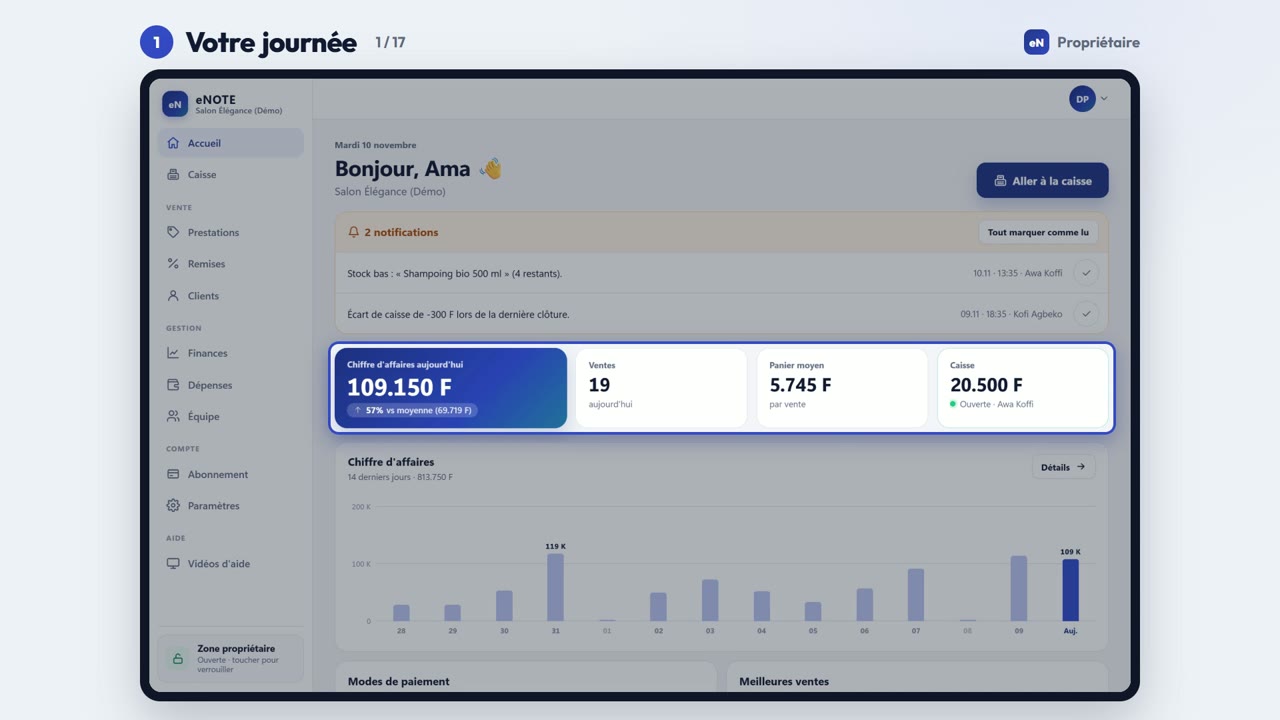 1 Votre journée 1 / 17
eN Propriétaire
eN eNOTE
Salon Élégance (Démo)
Accueil
Caisse
VENTE
Prestations
Remises
Clients
GESTION
Finances
Dépenses
Équipe
COMPTE
Abonnement
Paramètres
AIDE
Vidéos d'aide
Zone propriétaire
Ouverte · toucher pour
verrouiller
DP
Mardi 10 novembre
Bonjour, Ama 👋
Salon Élégance (Démo)
Aller à la caisse
2 notifications
Tout marquer comme lu
Stock bas : « Shampoing bio 500 ml » (4 restants).
10.11 · 13:35 · Awa Koffi
Écart de caisse de -300 F lors de la dernière clôture.
09.11 · 18:35 · Kofi Agbeko
Chiffre d'affaires aujourd'hui
109.150 F
↑ 57% vs moyenne (69.719 F)
Ventes
19
aujourd'hui
Panier moyen
5.745 F
par vente
Caisse
20.500 F
Ouverte · Awa Koffi
Chiffre d'affaires
14 derniers jours · 813.750 F
Détails →
200 K
100 K
0
119 K
109 K
28 29 30 31 01 02 03 04 05 06 07 08 09 Auj.
Modes de paiement
Meilleures ventes